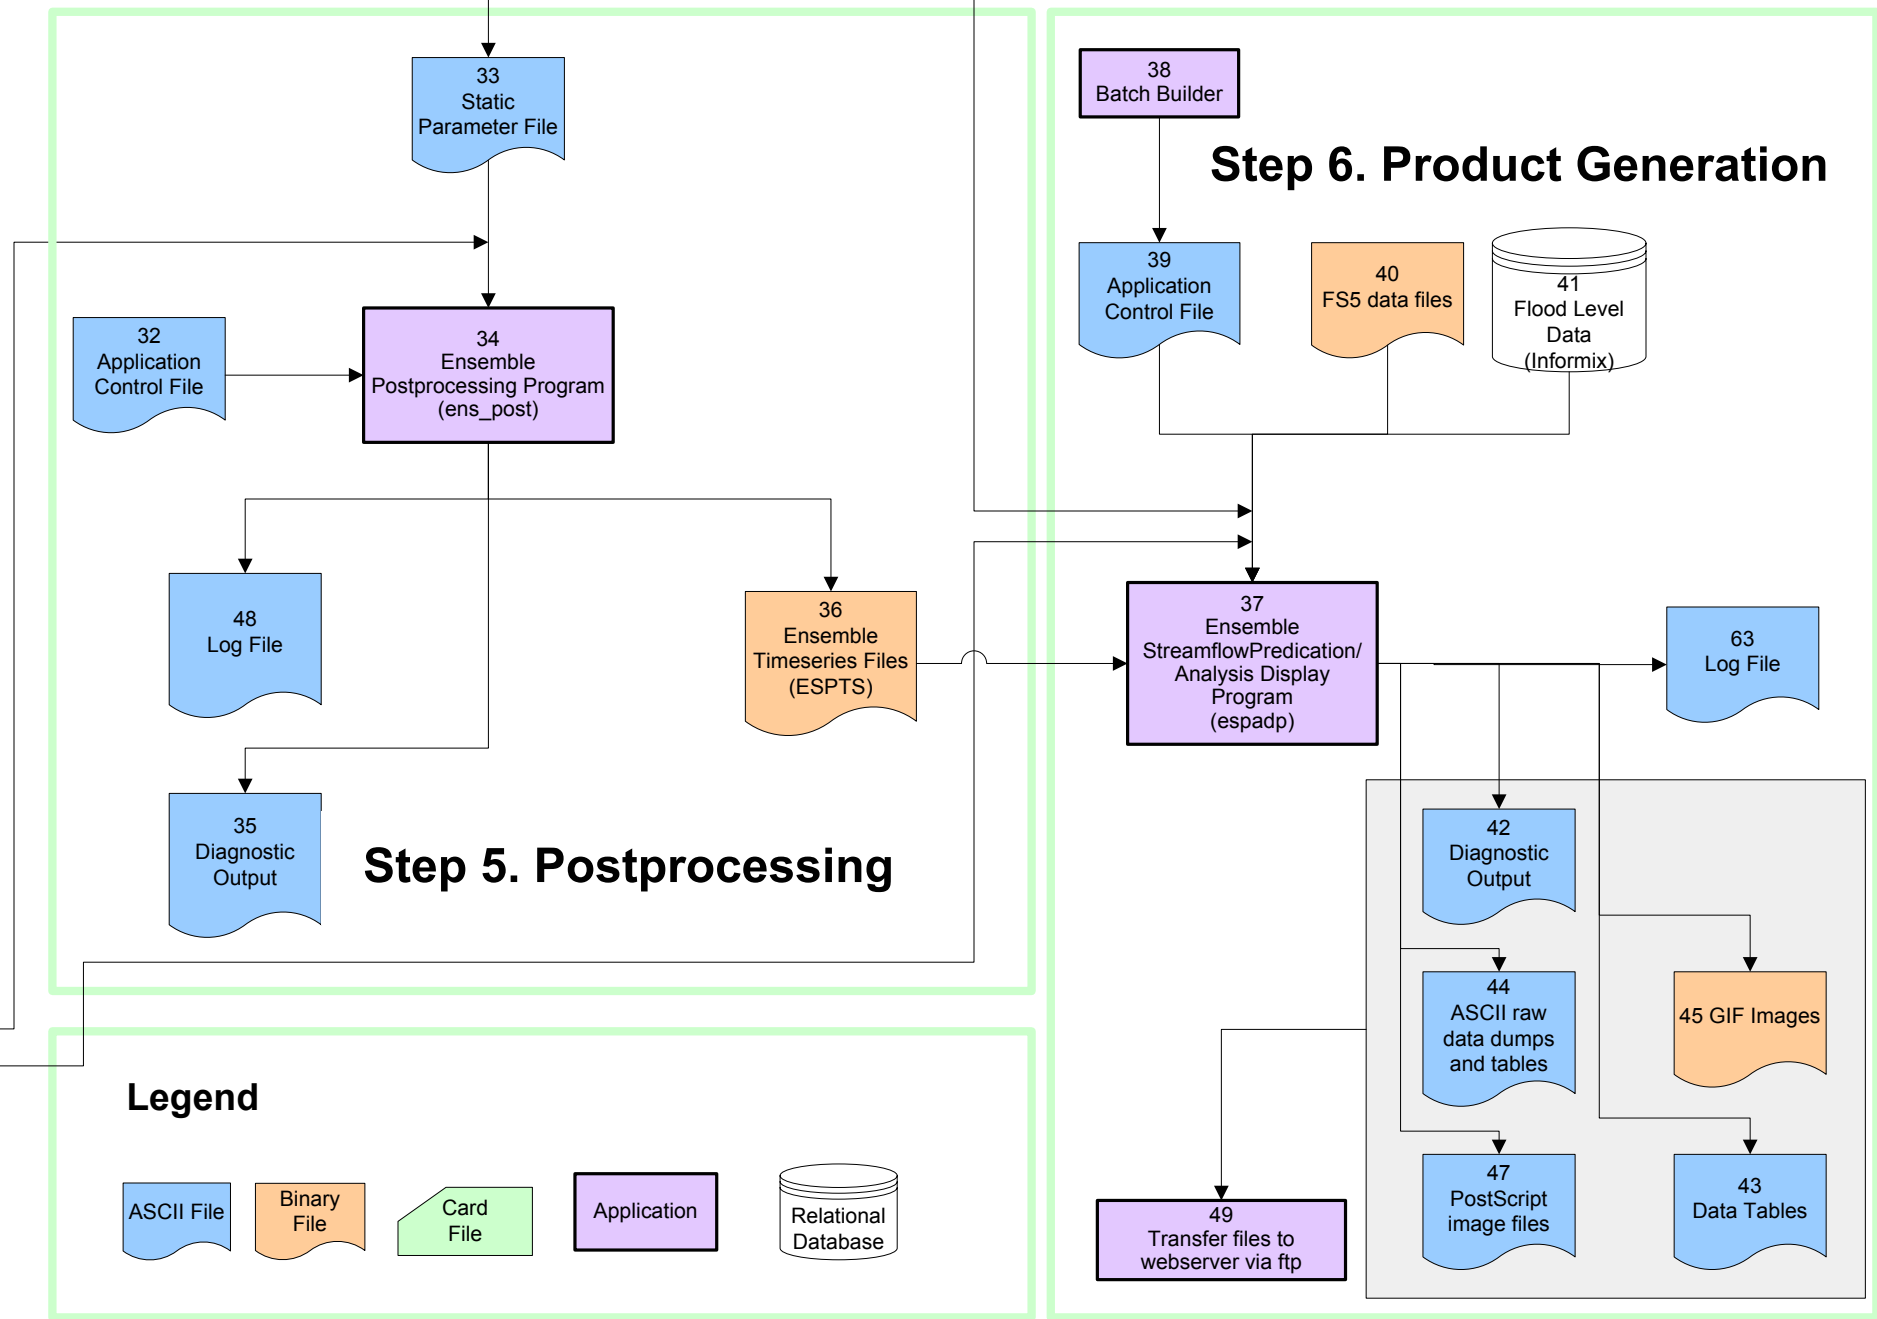 33
Static
Parameter File
32
Application
Control File
34
Ensemble
Postprocessing Program
(ens_post)
48
Log File
36
Ensemble
Timeseries Files
(ESPTS)
35
Diagnostic
Output
Step 5. Postprocessing
38
Batch Builder
Step 6. Product Generation
39
Application
Control File
40
FS5 data files
41
Flood Level
Data
(Informix)
37
Ensemble
StreamflowPredication/
Analysis Display
Program
(espadp)
63
Log File
42
Diagnostic
Output
44
ASCII raw
data dumps
and tables
45 GIF Images
47
PostScript
image files
43
Data Tables
49
Transfer files to
webserver via ftp
Legend
ASCII File
Binary
File
Card
File
Application
Relational
Database